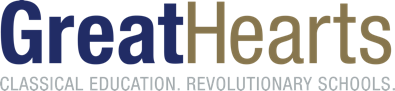 GreatHearts
CLASSICAL EDUCATION. REVOLUTIONARY SCHOOLS.